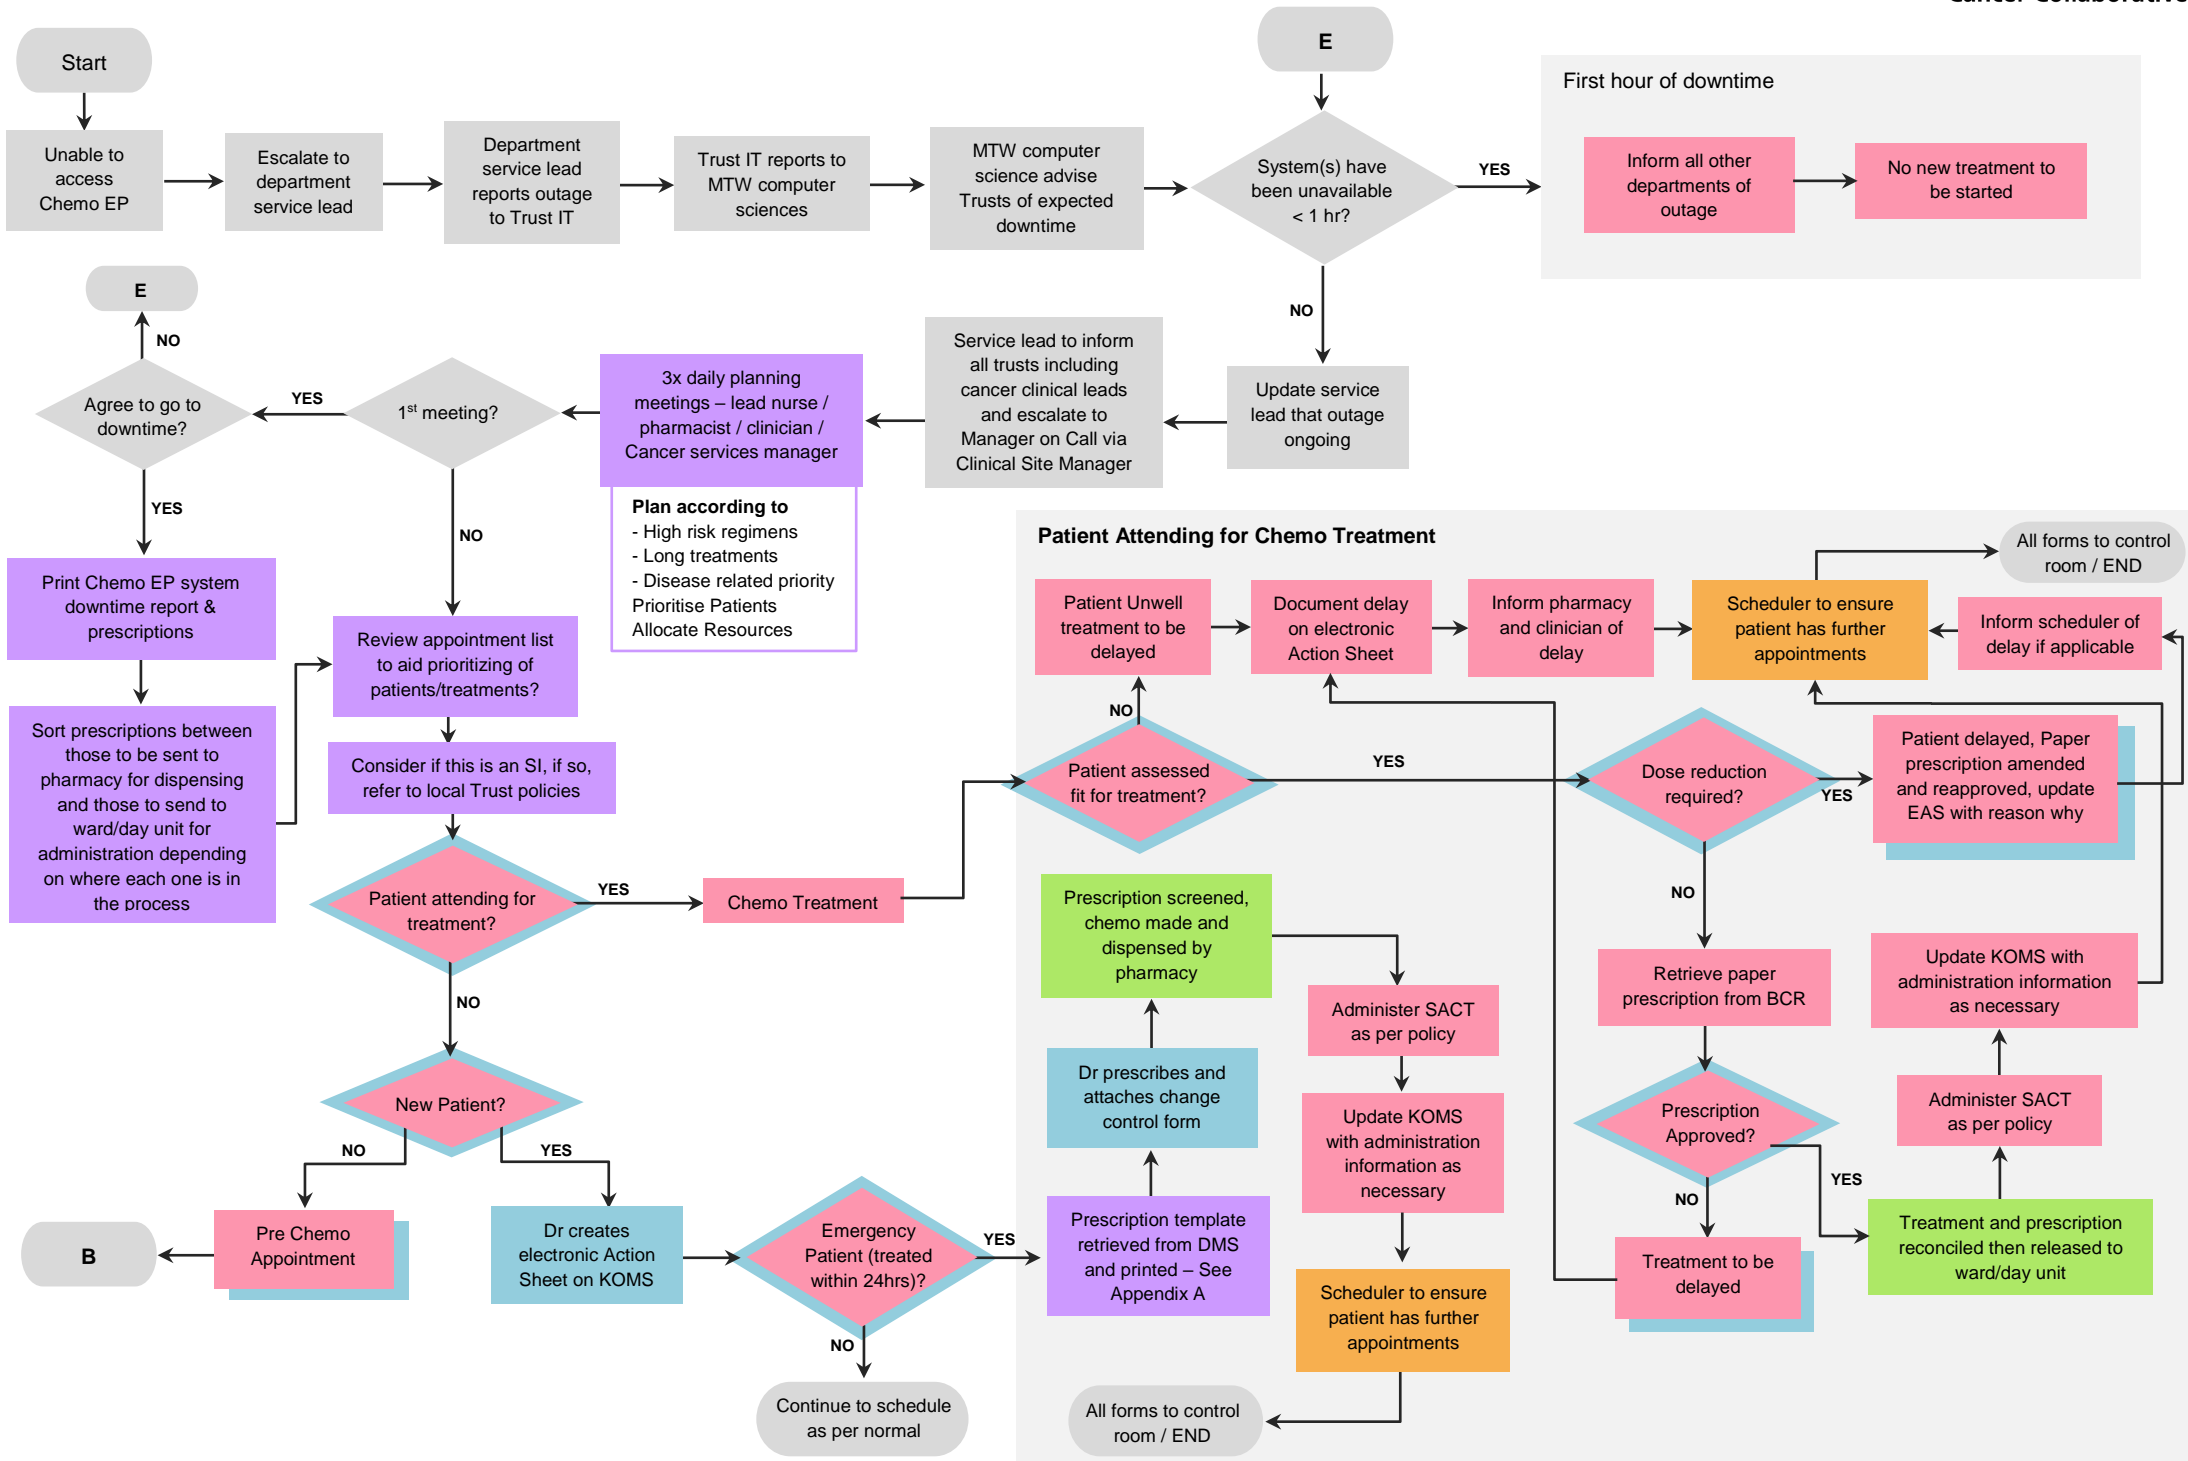 Cancer Collaborative
Start
E
First hour of downtime
Unable to
access
Chemo EP
Escalate to
department
service lead
Department
service lead
reports outage
to Trust IT
Trust IT reports to
MTW computer
sciences
MTW computer
science advise
Trusts of expected
downtime
System(s) have
been unavailable
< 1 hr?
YES
Inform all other
departments of
outage
No new treatment to
be started
NO
E
NO
Agree to go to
downtime?
YES
1st meeting?
3x daily planning
meetings – lead nurse /
pharmacist / clinician /
Cancer services manager
Service lead to inform
all trusts including
cancer clinical leads
and escalate to
Manager on Call via
Clinical Site Manager
Update service
lead that outage
ongoing
Plan according to
- High risk regimens
- Long treatments
- Disease related priority
Prioritise Patients
Allocate Resources
YES
NO
Print Chemo EP system
downtime report &
prescriptions
Sort prescriptions between
those to be sent to
pharmacy for dispensing
and those to send to
ward/day unit for
administration depending
on where each one is in
the process
Review appointment list
to aid prioritizing of
patients/treatments?
Consider if this is an SI, if so,
refer to local Trust policies
Patient attending for
treatment?
YES
Chemo Treatment
NO
New Patient?
NO
YES
B
Pre Chemo
Appointment
Dr creates
electronic Action
Sheet on KOMS
Emergency
Patient (treated
within 24hrs)?
YES
NO
Continue to schedule
as per normal
Patient Attending for Chemo Treatment
All forms to control
room / END
Patient Unwell
treatment to be
delayed
Document delay
on electronic
Action Sheet
Inform pharmacy
and clinician of
delay
Scheduler to ensure
patient has further
appointments
Inform scheduler of
delay if applicable
NO
Patient assessed
fit for treatment?
YES
Dose reduction
required?
YES
Patient delayed, Paper
prescription amended
and reapproved, update
EAS with reason why
NO
Prescription screened,
chemo made and
dispensed by
pharmacy
Dr prescribes and
attaches change
control form
Prescription template
retrieved from DMS
and printed – See
Appendix A
Administer SACT
as per policy
Update KOMS
with administration
information as
necessary
Scheduler to ensure
patient has further
appointments
All forms to control
room / END
Retrieve paper
prescription from BCR
Prescription
Approved?
NO
YES
Treatment to be
delayed
Update KOMS with
administration information
as necessary
Administer SACT
as per policy
Treatment and prescription
reconciled then released to
ward/day unit